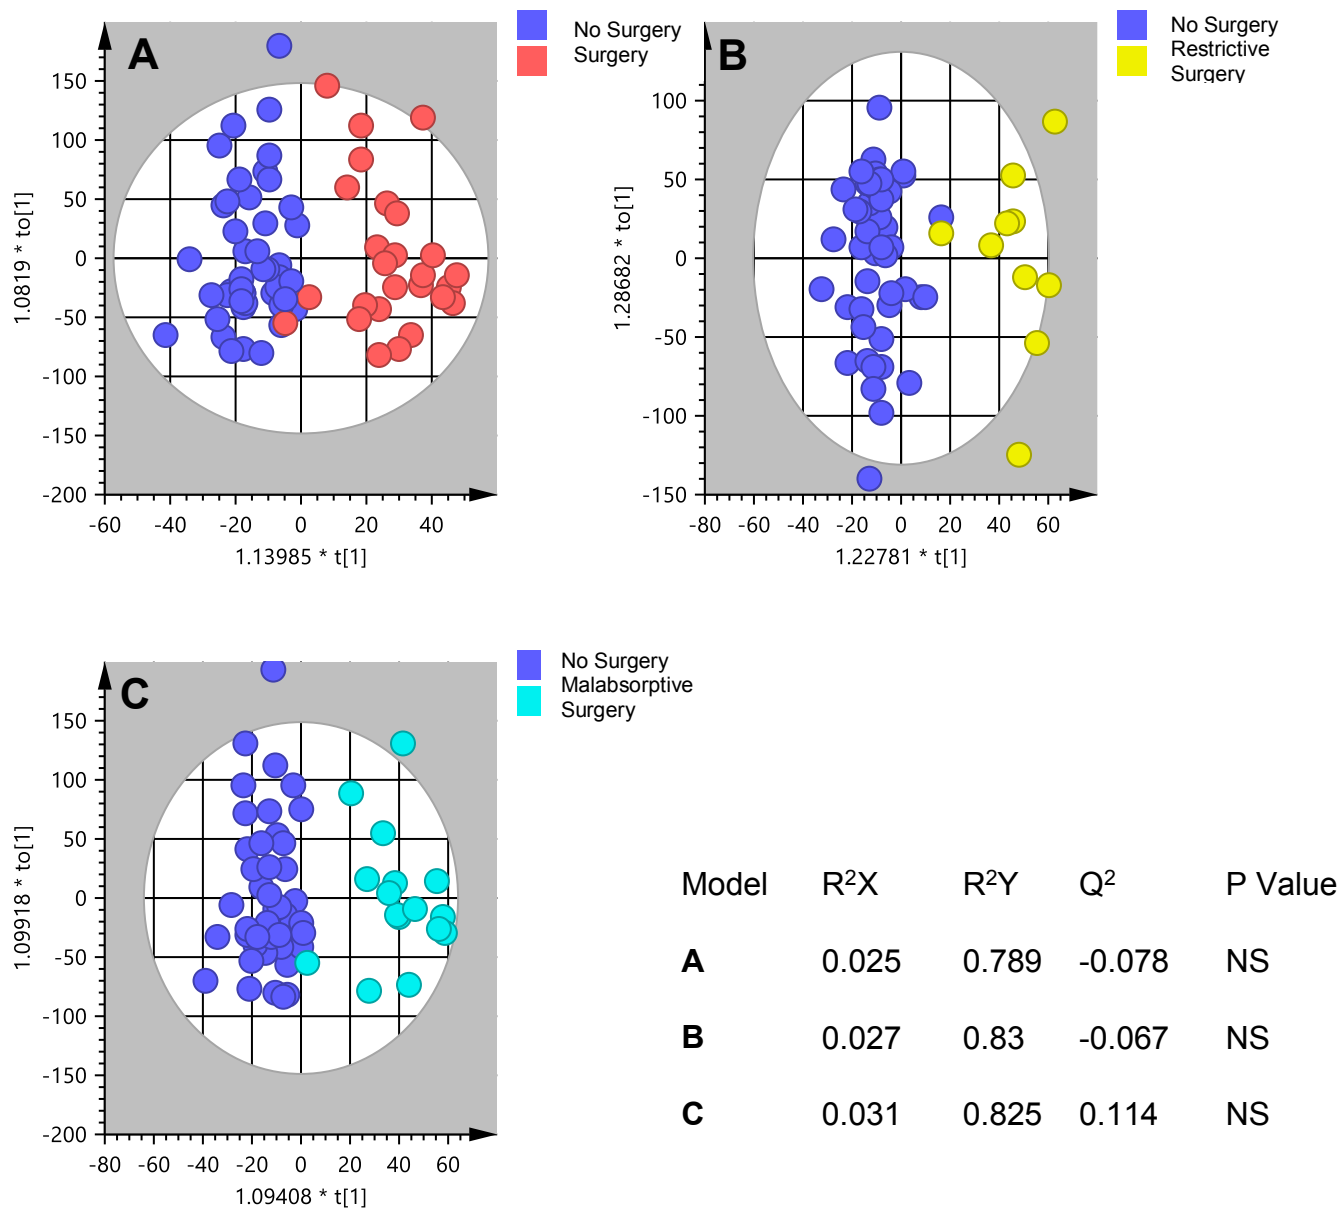 A
No Surgery
Surgery
150
100
50
0
-50
-100
-150
-200
-60 -40 -20 0 20 40
1.0819 * to[1]
1.13985 * t[1]
B
No Surgery
Restrictive
Surgery
100
50
0
-50
-100
-150
-80 -60 -40 -20 0 20 40 60
1.28682 * to[1]
1.22781 * t[1]
C
No Surgery
Malabsorptive
Surgery
150
100
50
0
-50
-100
-150
-200
-80 -60 -40 -20 0 20 40 60
1.09918 * to[1]
1.09408 * t[1]
Model R²X R²Y Q² P Value
A 0.025 0.789 -0.078 NS
B 0.027 0.83 -0.067 NS
C 0.031 0.825 0.114 NS